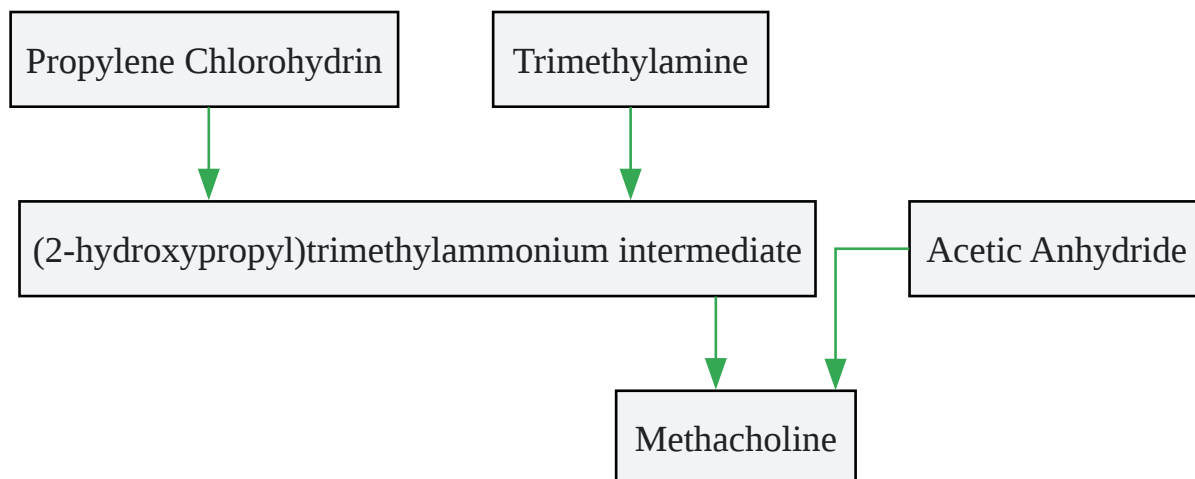 Propylene Chlorohydrin
Trimethylamine
(2-hydroxypropyl)trimethylammonium intermediate
Acetic Anhydride
Methacholine